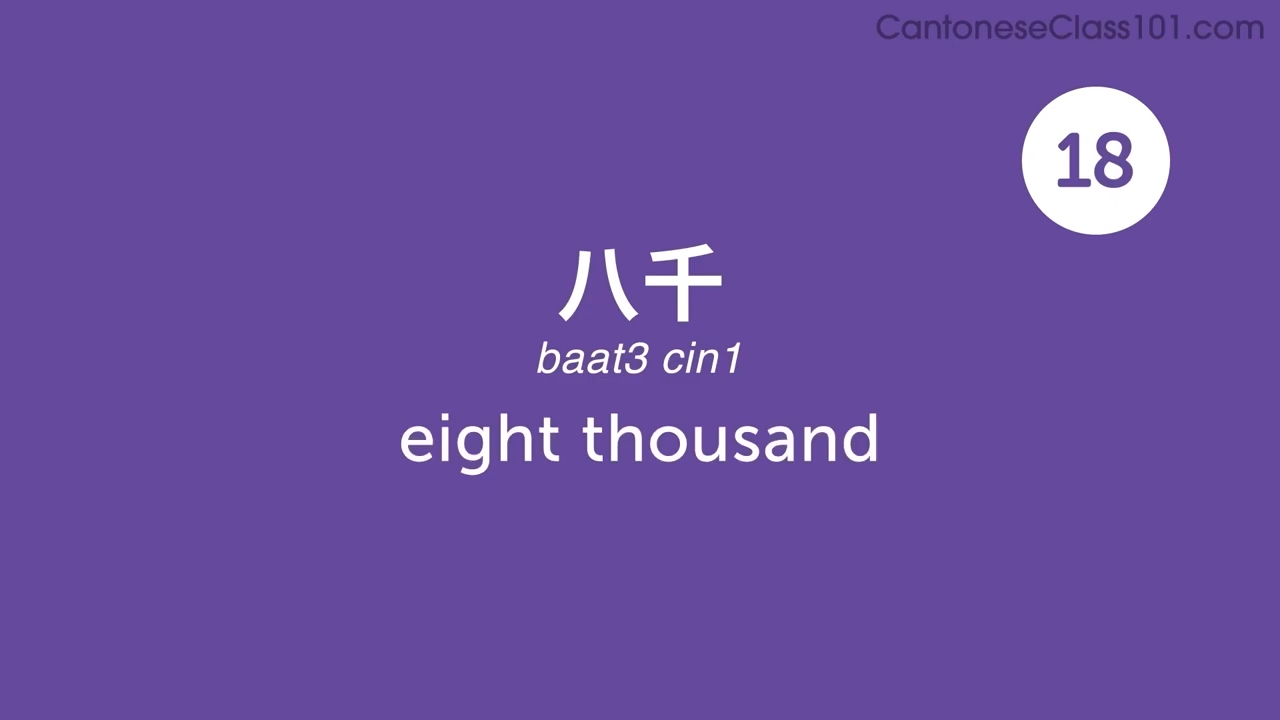 CantoneseClass101.com
18
八千
baat3 cin1
eight thousand